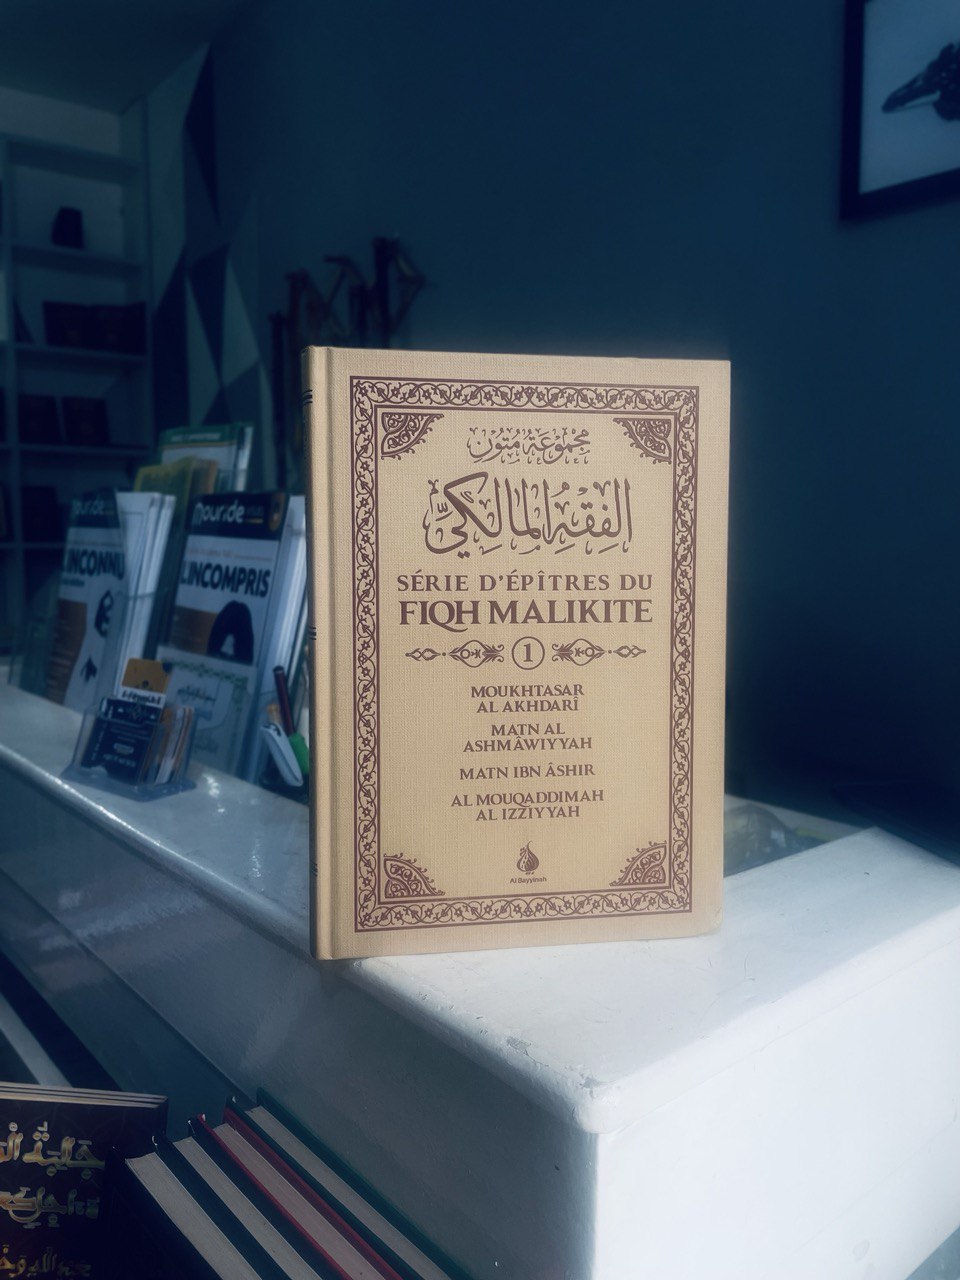 مجموعة متون
الفقه المالكي
SÉRIE D'ÉPÎTRES DU
FIQH MALIKITE
1
MOUKHTASAR
AL AKHDARÎ
MATN AL
ASHMÂWIYYAH
MATN IBN ÂSHIR
AL MOUQADDIMAH
AL IZZIYYAH
Al Bayyinah
INCONNU
L'INCOMPRIS